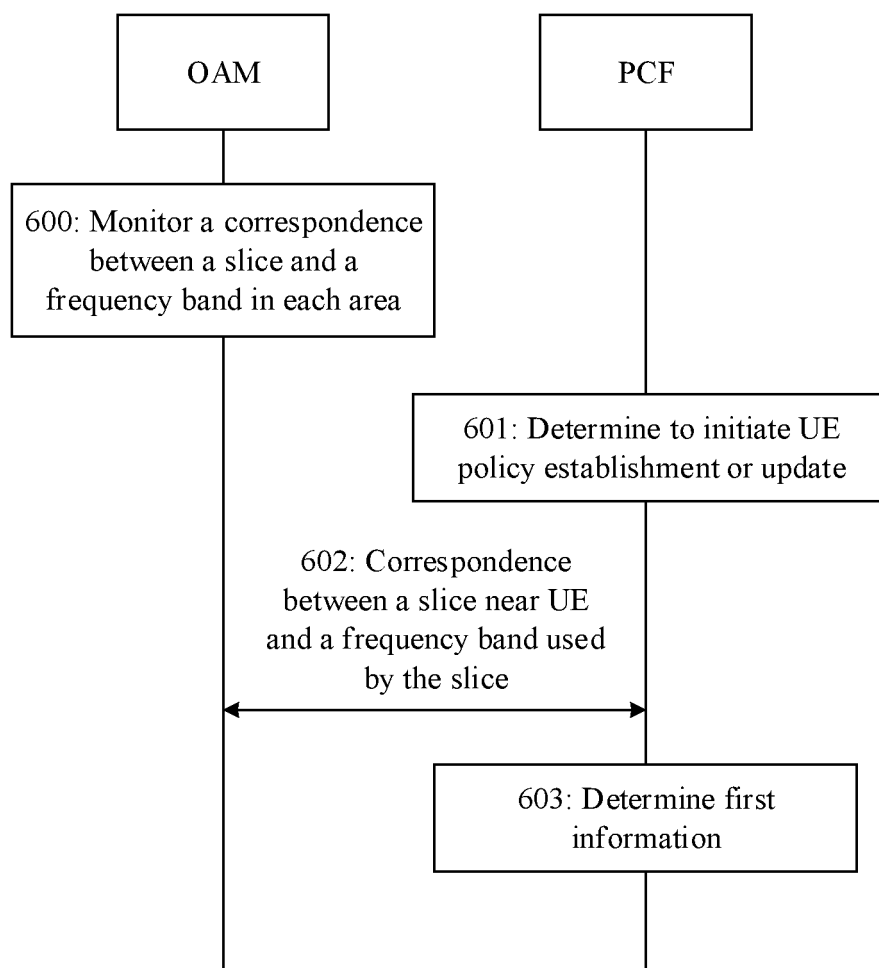 OAM
PCF
600: Monitor a correspondence
between a slice and a
frequency band in each area
601: Determine to initiate UE
policy establishment or update
602: Correspondence
between a slice near UE
and a frequency band used
by the slice
603: Determine first
information